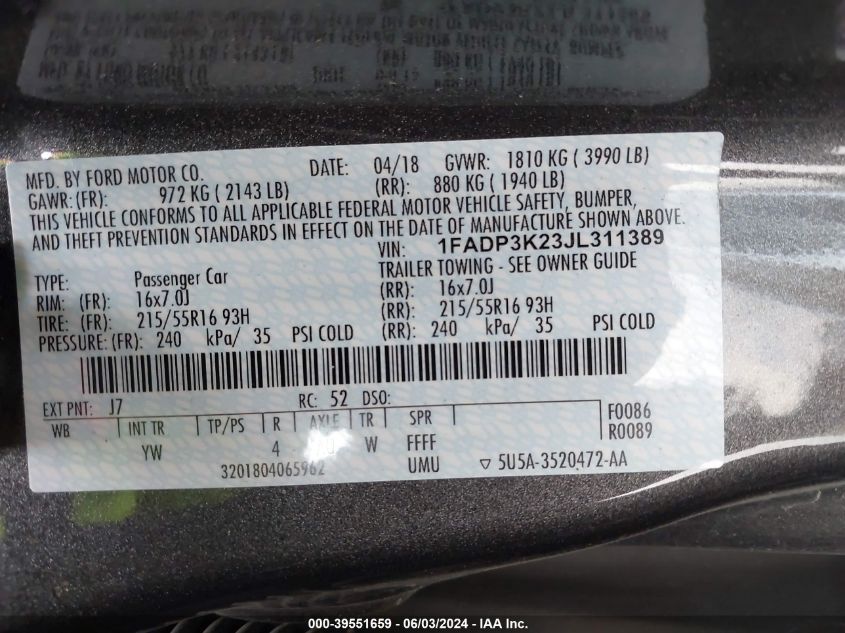 MFD. BY FORD MOTOR CO. DATE: 04/18 GVWR: 1810 KG ( 3990 LB)
GAWR: (FR): 972 KG ( 2143 LB) (RR): 880 KG ( 1940 LB)
THIS VEHICLE CONFORMS TO ALL APPLICABLE FEDERAL MOTOR VEHICLE SAFETY, BUMPER,
AND THEFT PREVENTION STANDARDS IN EFFECT ON THE DATE OF MANUFACTURE SHOWN ABOVE.
VIN: 1FADP3K23JL311389
TYPE: Passenger Car TRAILER TOWING - SEE OWNER GUIDE
RIM: (FR): 16x7.0J (RR): 16x7.0J
TIRE: (FR): 215/55R16 93H (RR): 215/55R16 93H
PRESSURE: (FR): 240 kPa/ 35 PSI COLD (RR): 240 kPa/ 35 PSI COLD
EXT PNT: J7 RC: 52 DSO:
WB INT TR TP/PS R AXLE TR SPR F0086
YW 4 W FFFF R0089
3201804065962 UMU 5U5A-3520472-AA
000-39551659 - 06/03/2024 - IAA Inc.